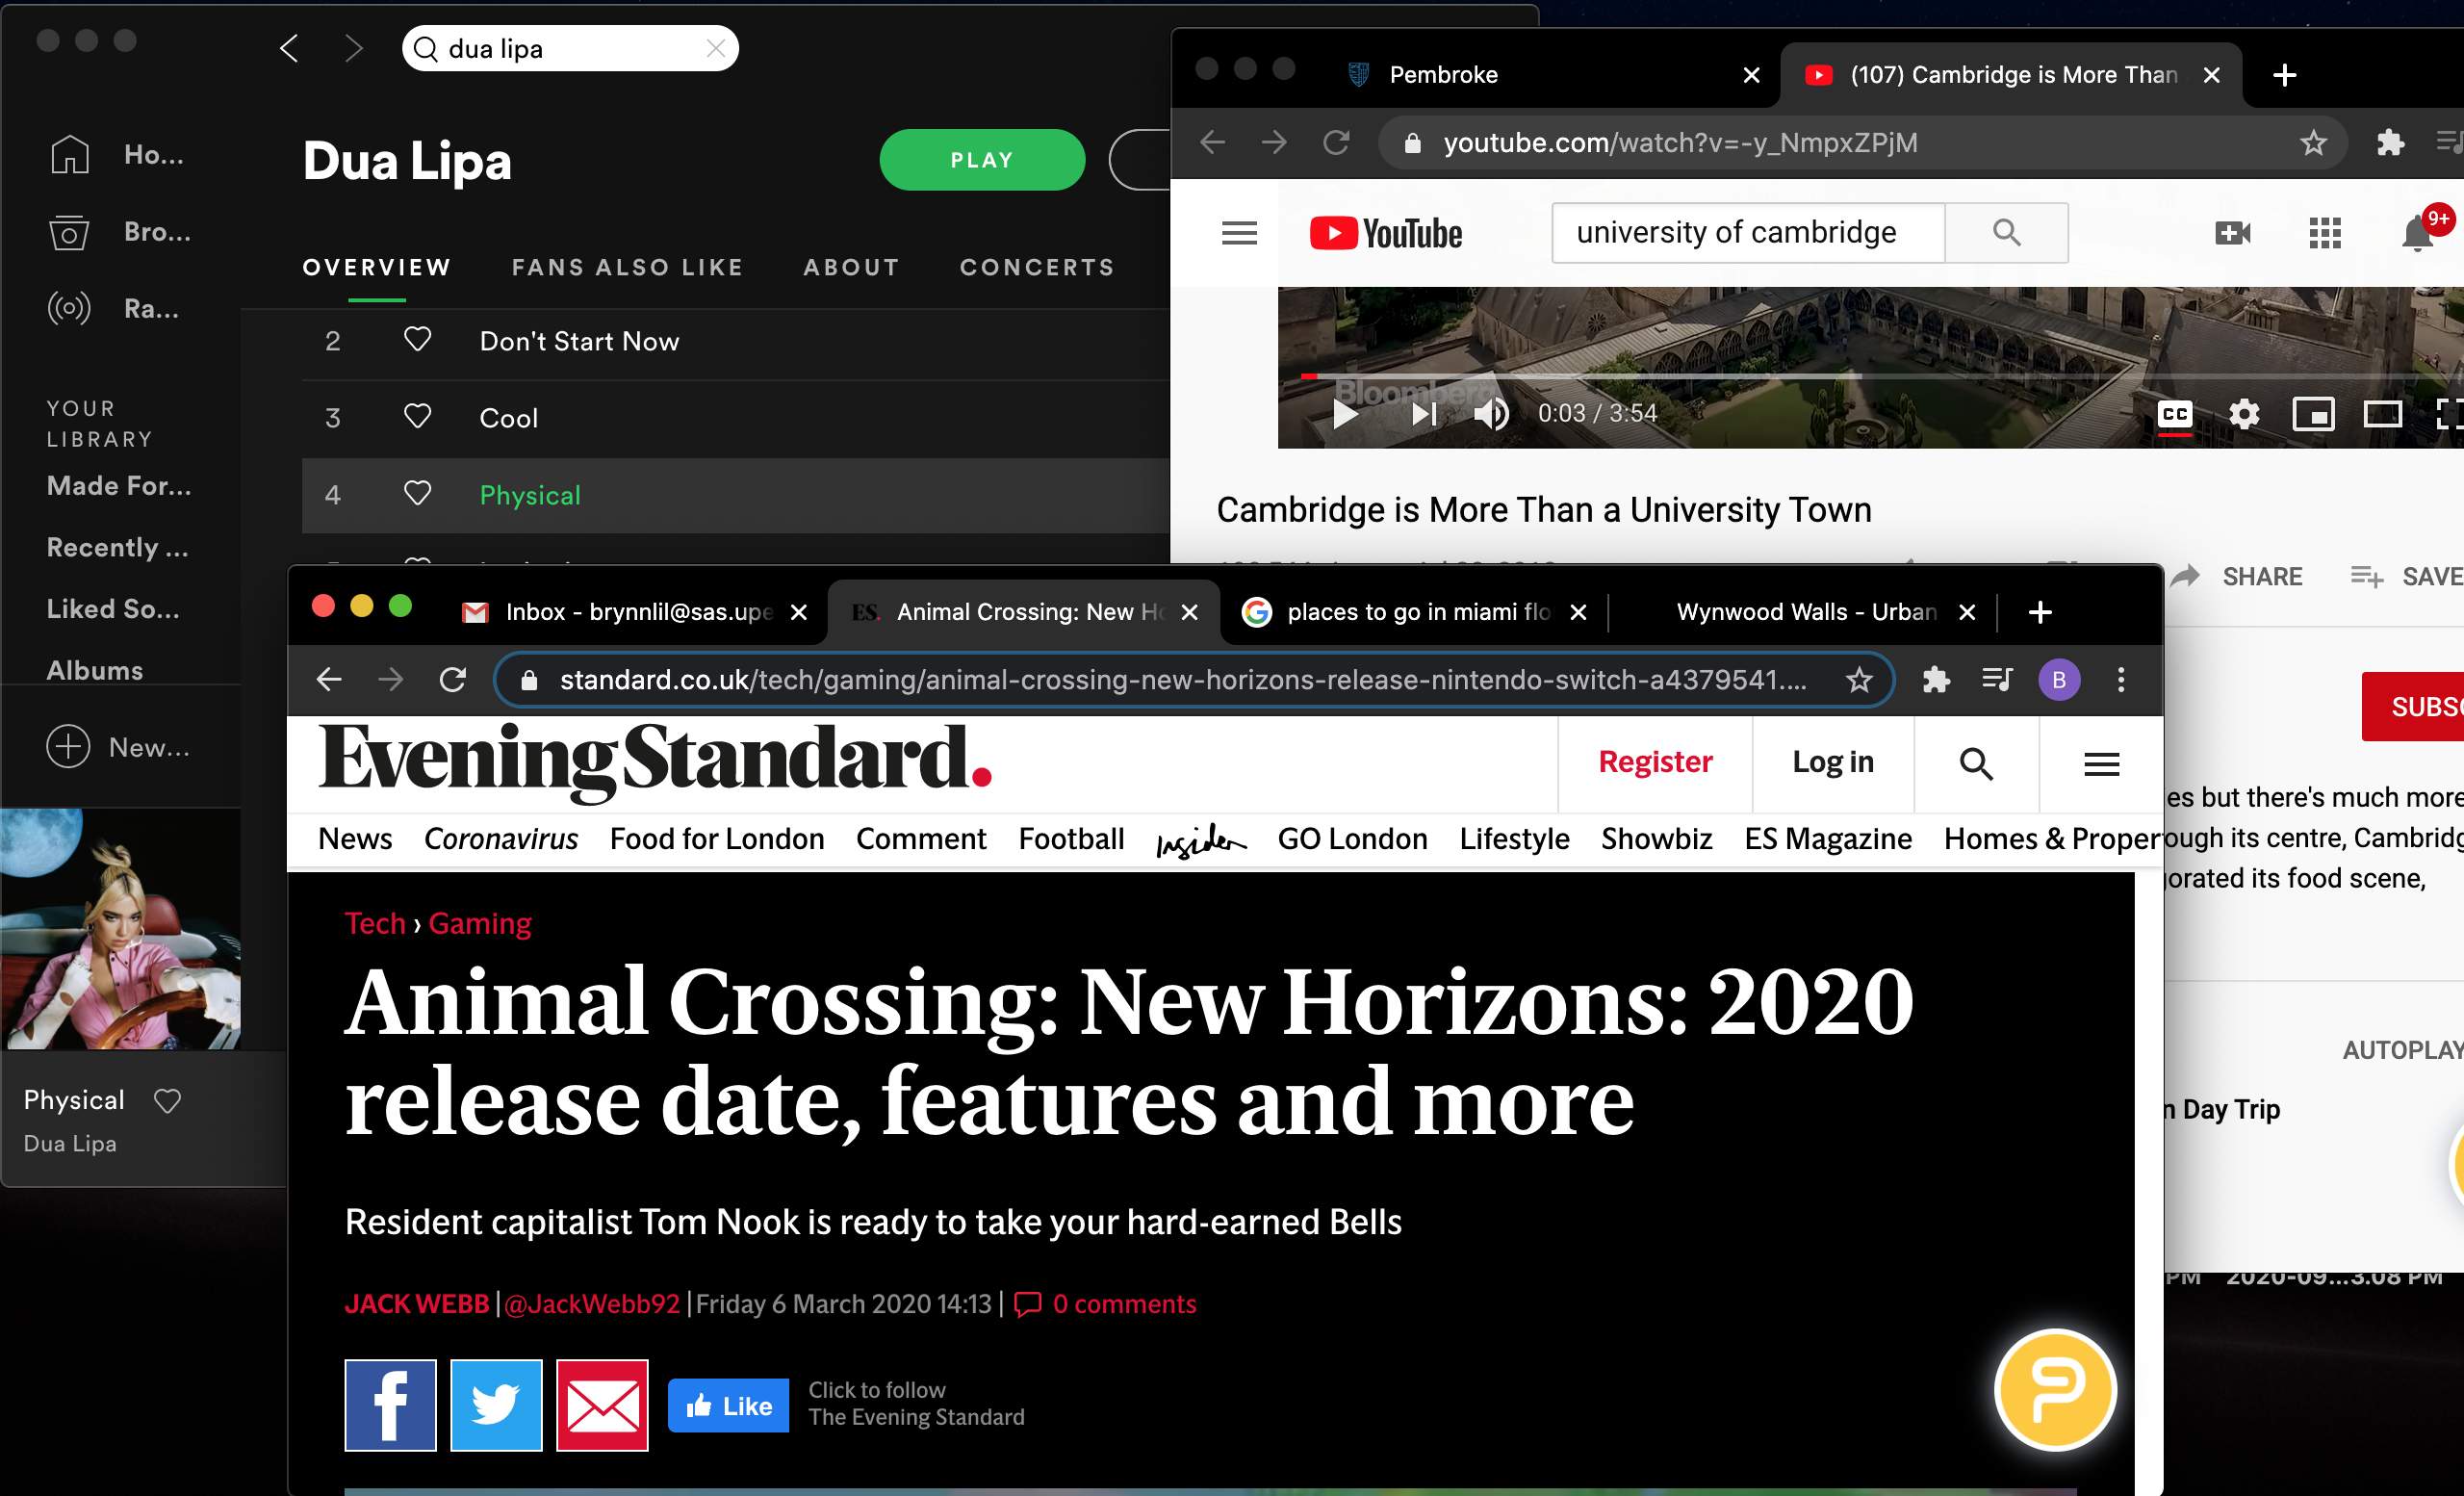 dua lipa
Ho...
Bro...
Ra...
YOUR
LIBRARY
Made For...
Recently ...
Liked So...
Albums
New...
Physical
Dua Lipa
Dua Lipa
PLAY
OVERVIEW FANS ALSO LIKE ABOUT CONCERTS
2 Don't Start Now
3 Cool
4 Physical
Pembroke
(107) Cambridge is More Than
youtube.com/watch?v=-y_NmpxZPjM
YouTube
university of cambridge
9+
Bloomberg
0:03 / 3:54
CC
Cambridge is More Than a University Town
SHARE SAVE
SUBSC
es but there's much more
ough its centre, Cambridg
orated its food scene,
AUTOPLAY
n Day Trip
PM 2020-09...3.08 PM
Inbox - brynnlil@sas.upe
ES. Animal Crossing: New Ho
places to go in miami flo
Wynwood Walls - Urban
standard.co.uk/tech/gaming/animal-crossing-new-horizons-release-nintendo-switch-a4379541....
B
Evening Standard.
Register
Log in
News Coronavirus Food for London Comment Football Insider GO London Lifestyle Showbiz ES Magazine Homes & Proper
Tech › Gaming
Animal Crossing: New Horizons: 2020
release date, features and more
Resident capitalist Tom Nook is ready to take your hard-earned Bells
JACK WEBB | @JackWebb92 | Friday 6 March 2020 14:13 | 0 comments
f
Like
Click to follow
The Evening Standard